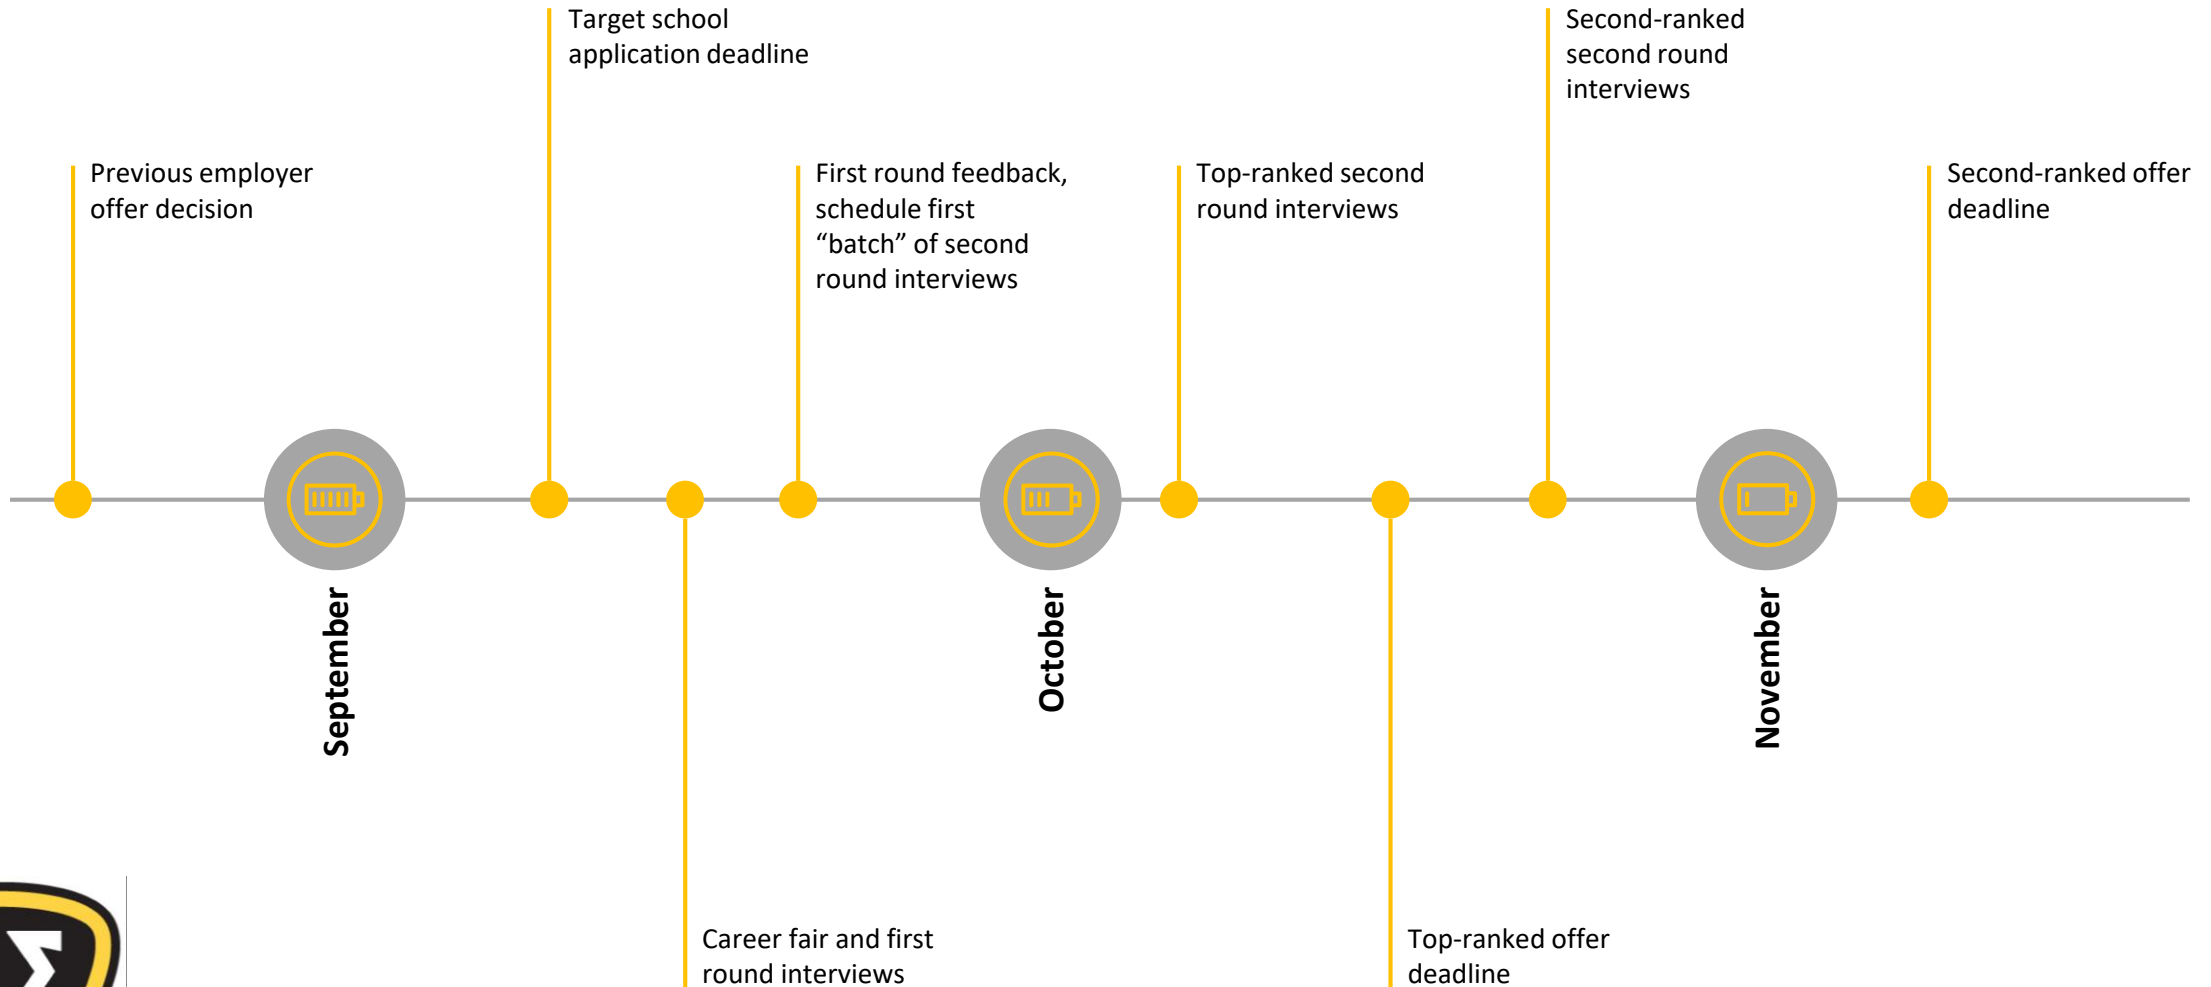 Target school
application deadline
Second-ranked
second round
interviews
Previous employer
offer decision
First round feedback,
schedule first
“batch” of second
round interviews
Top-ranked second
round interviews
Second-ranked offer
deadline
September
October
November
Career fair and first
round interviews
Top-ranked offer
deadline
Σ